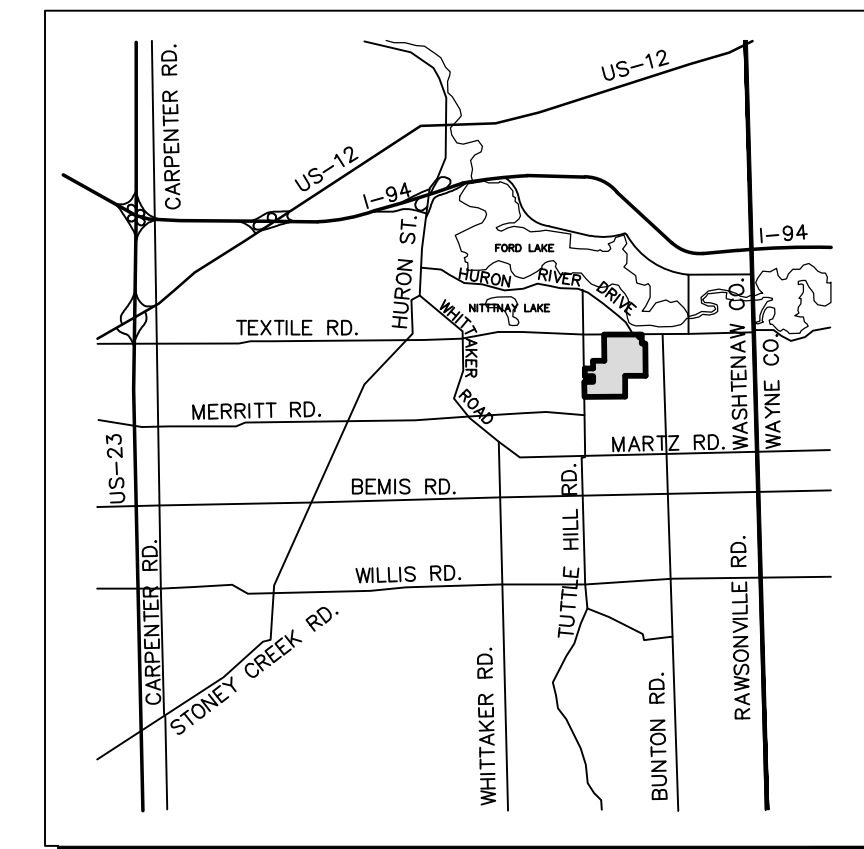 CARPENTER RD.
US-12
US-12
I-94
I-94
FORD LAKE
HURON RIVER DRIVE
NITTNAY LAKE
HURON ST.
WHITTAKER ROAD
TEXTILE RD.
WASHTENAW CO.
WAYNE CO.
MERRITT RD.
MARTZ RD.
US-23
BEMIS RD.
TUTTLE HILL RD.
WILLIS RD.
CARPENTER RD.
STONEY CREEK RD.
WHITTAKER RD.
BUNTON RD.
RAWSONVILLE RD.